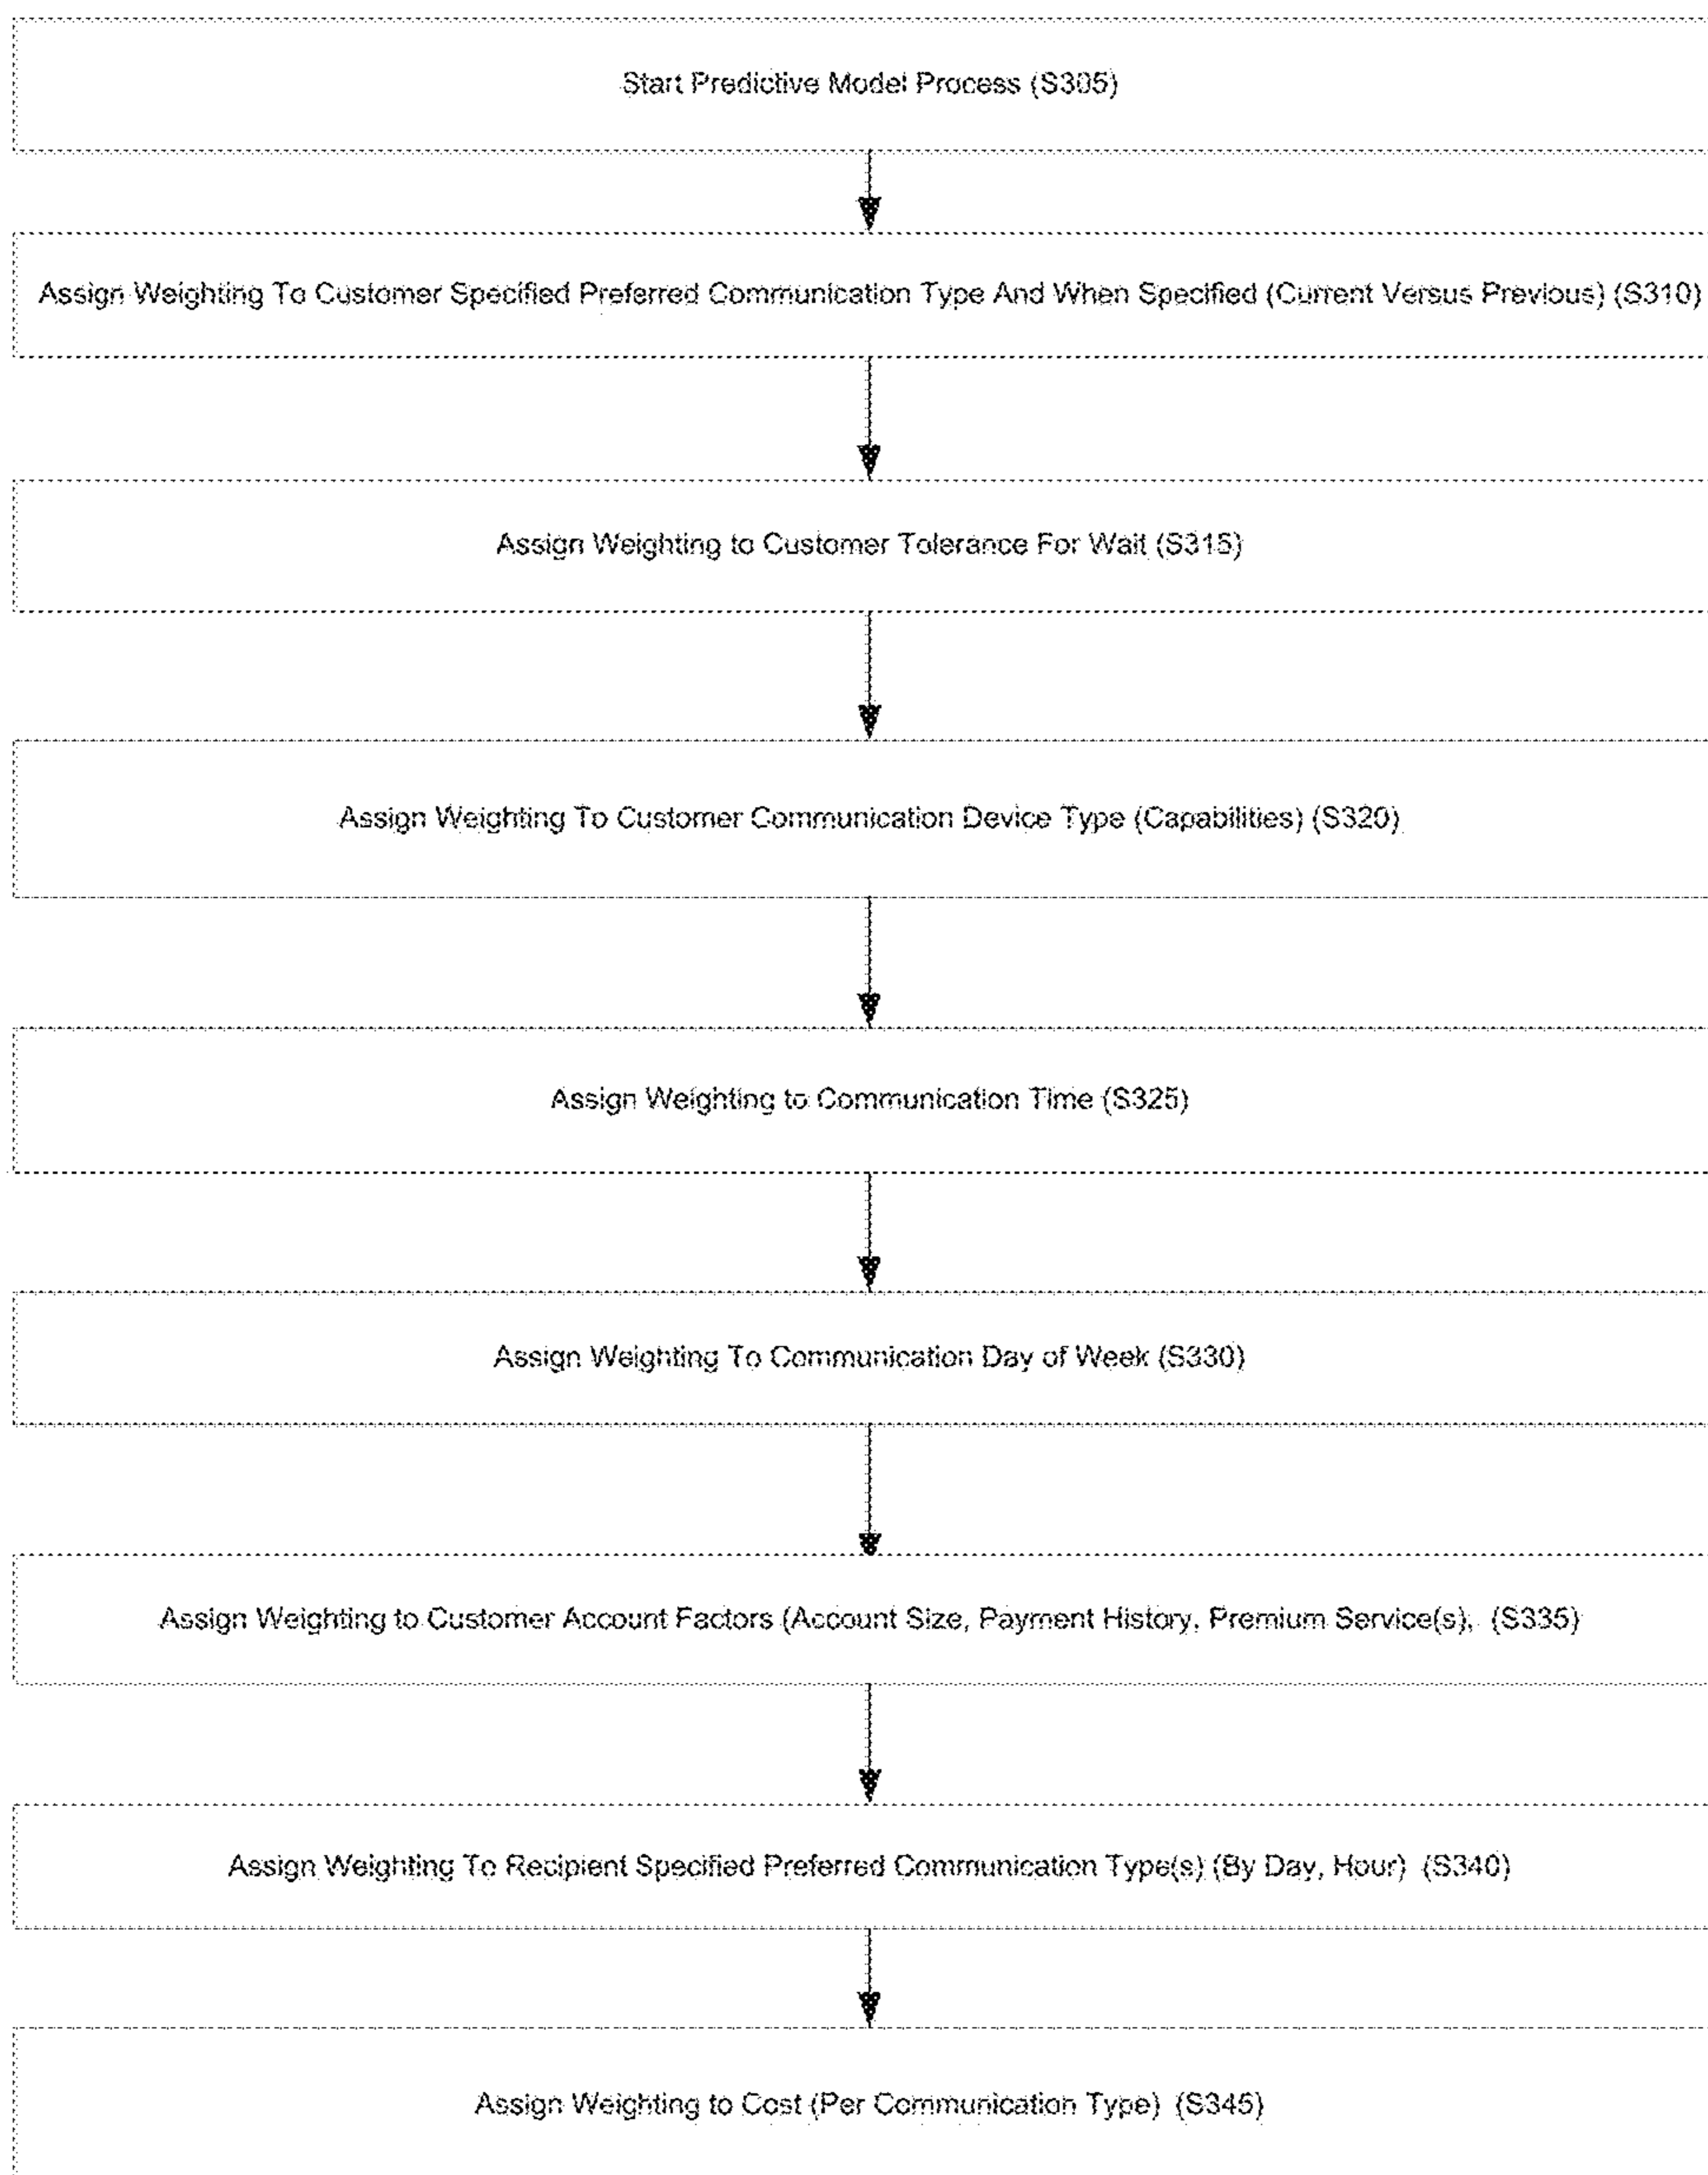 Start Predictive Model Process (S305)
Assign Weighting To Customer Specified Preferred Communication Type And When Specified (Current Versus Previous) (S310)
Assign Weighting to Customer Tolerance For Wait (S315)
Assign Weighting To Customer Communication Device Type (Capabilities) (S320)
Assign Weighting to Communication Time (S325)
Assign Weighting To Communication Day of Week (S330)
Assign Weighting to Customer Account Factors (Account Size, Payment History, Premium Service(s), (S335)
Assign Weighting To Recipient Specified Preferred Communication Type(s) (By Day, Hour) (S340)
Assign Weighting to Cost (Per Communication Type) (S345)